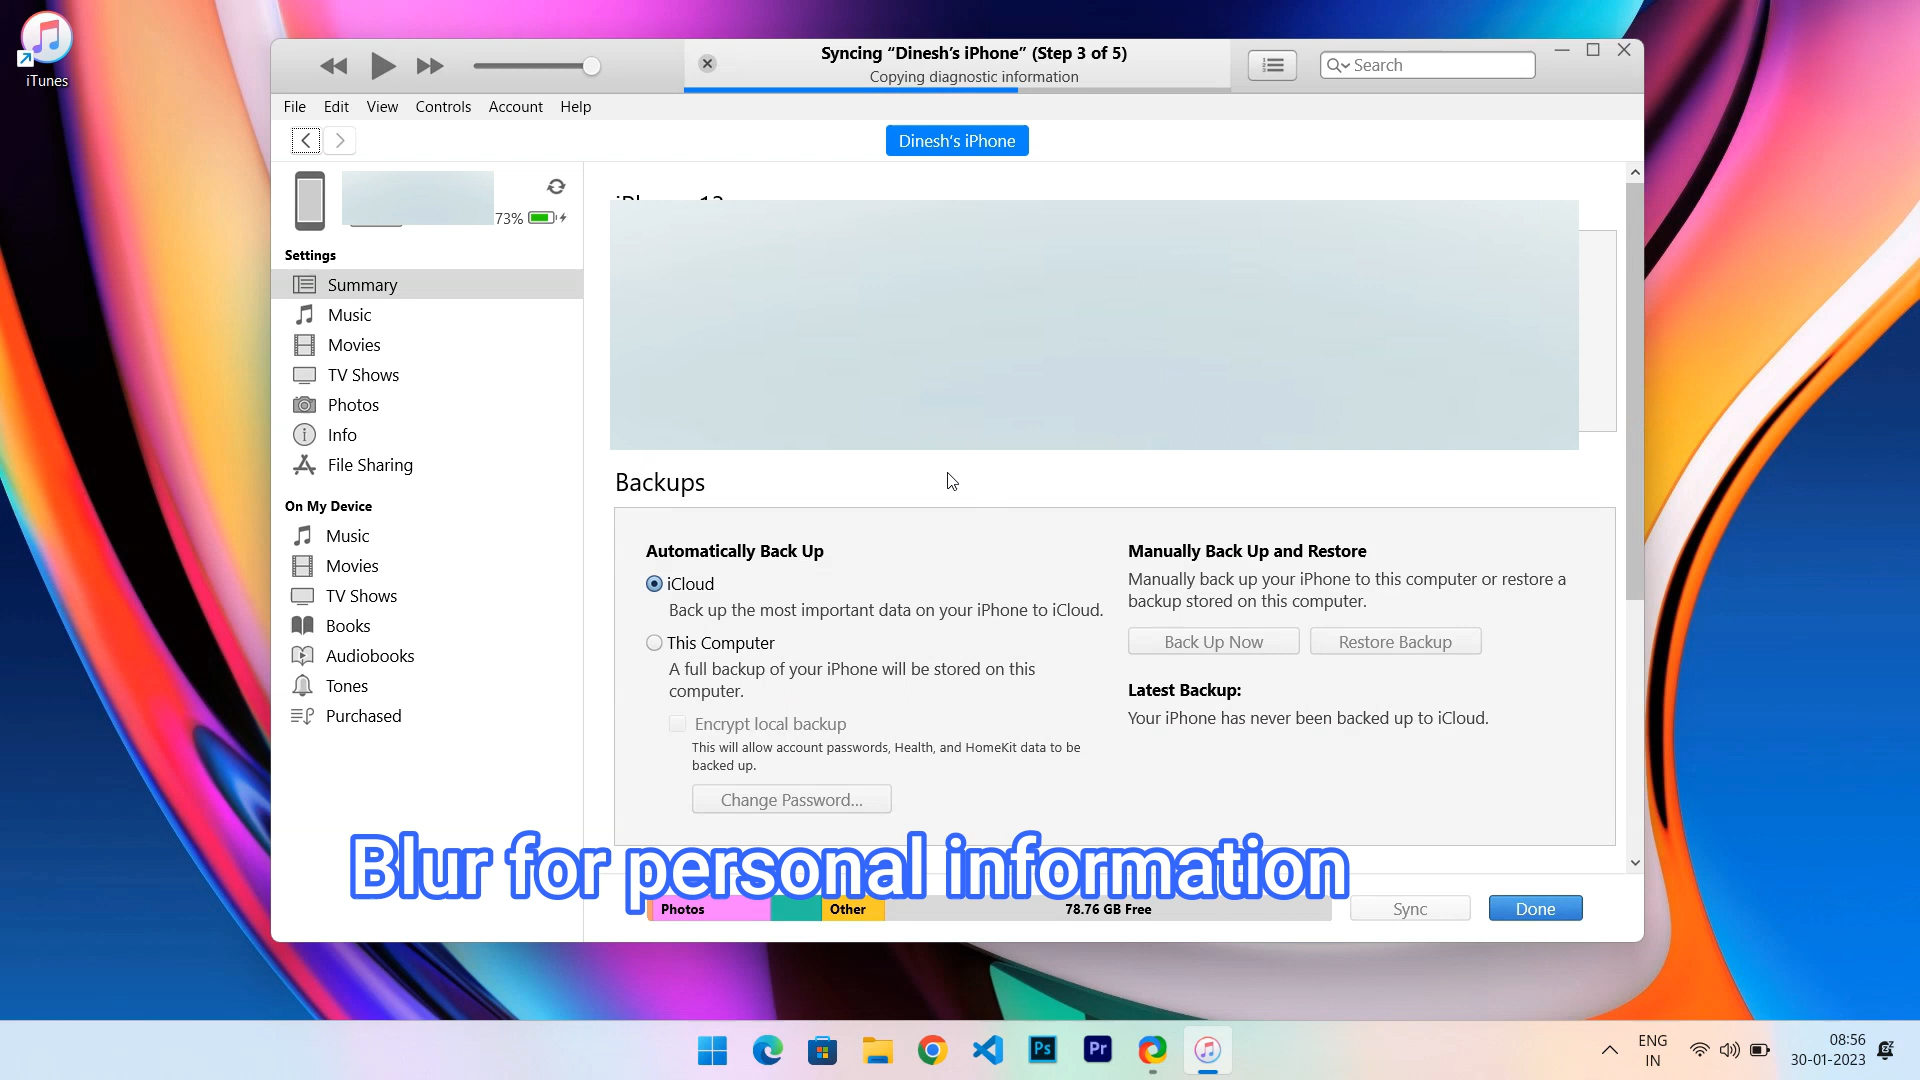 iTunes
Syncing “Dinesh’s iPhone” (Step 3 of 5)
Copying diagnostic information
Search
File Edit View Controls Account Help
Dinesh’s iPhone
73%
Settings
Summary
Music
Movies
TV Shows
Photos
Info
File Sharing
On My Device
Music
Movies
TV Shows
Books
Audiobooks
Tones
Purchased
Backups
Automatically Back Up
iCloud
Back up the most important data on your iPhone to iCloud.
This Computer
A full backup of your iPhone will be stored on this
computer.
Encrypt local backup
This will allow account passwords, Health, and HomeKit data to be
backed up.
Change Password...
Manually Back Up and Restore
Manually back up your iPhone to this computer or restore a
backup stored on this computer.
Back Up Now Restore Backup
Latest Backup:
Your iPhone has never been backed up to iCloud.
Blur for personal information
Photos Other 78.76 GB Free Sync Done
Ps Pr
ENG
IN
08:56
30-01-2023